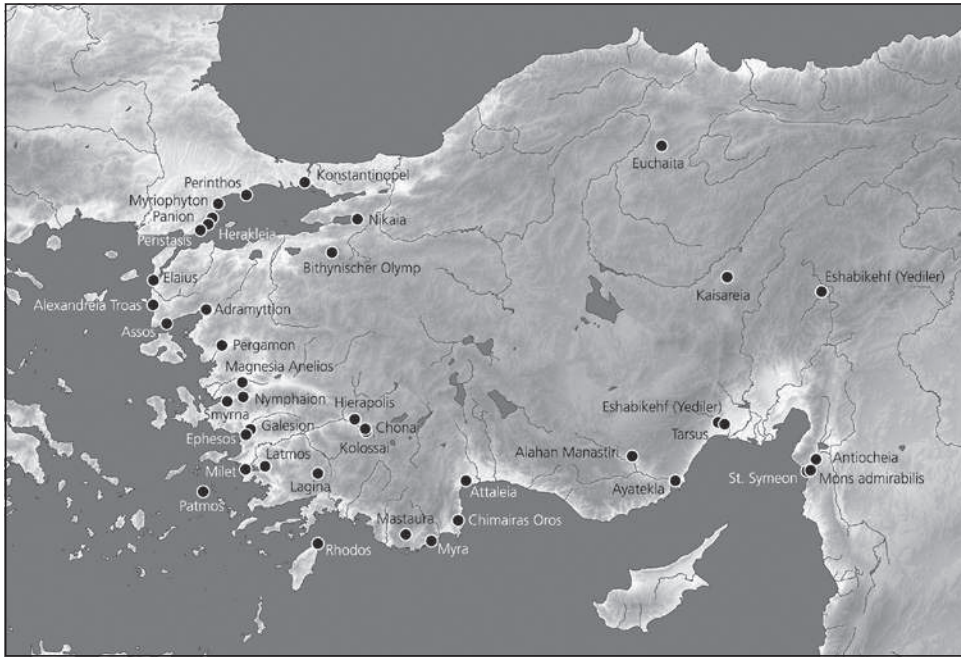 Euchaita
Konstantinopel
Perinthos
Myriophyton
Panion
Nikaia
Herakleia
Peristasis
Bithynischer Olymp
Elaius
Kaisareia
Eshabikehf (Yediler)
Alexandreia Troas
Adramyttion
Assos
Pergamon
Magnesia Anelios
Nymphaion
Smyrna
Hierapolis
Eshabikehf (Yediler)
Galesion
Chonai
Ephesos
Tarsus
Kolossai
Latmos
Alahan Manastiri
Antiocheia
Milet
St. Symeon
Mons admirabilis
Lagina
Attaleia
Ayatekla
Patmos
Chimairas Oros
Mastaura
Rhodos
Myra